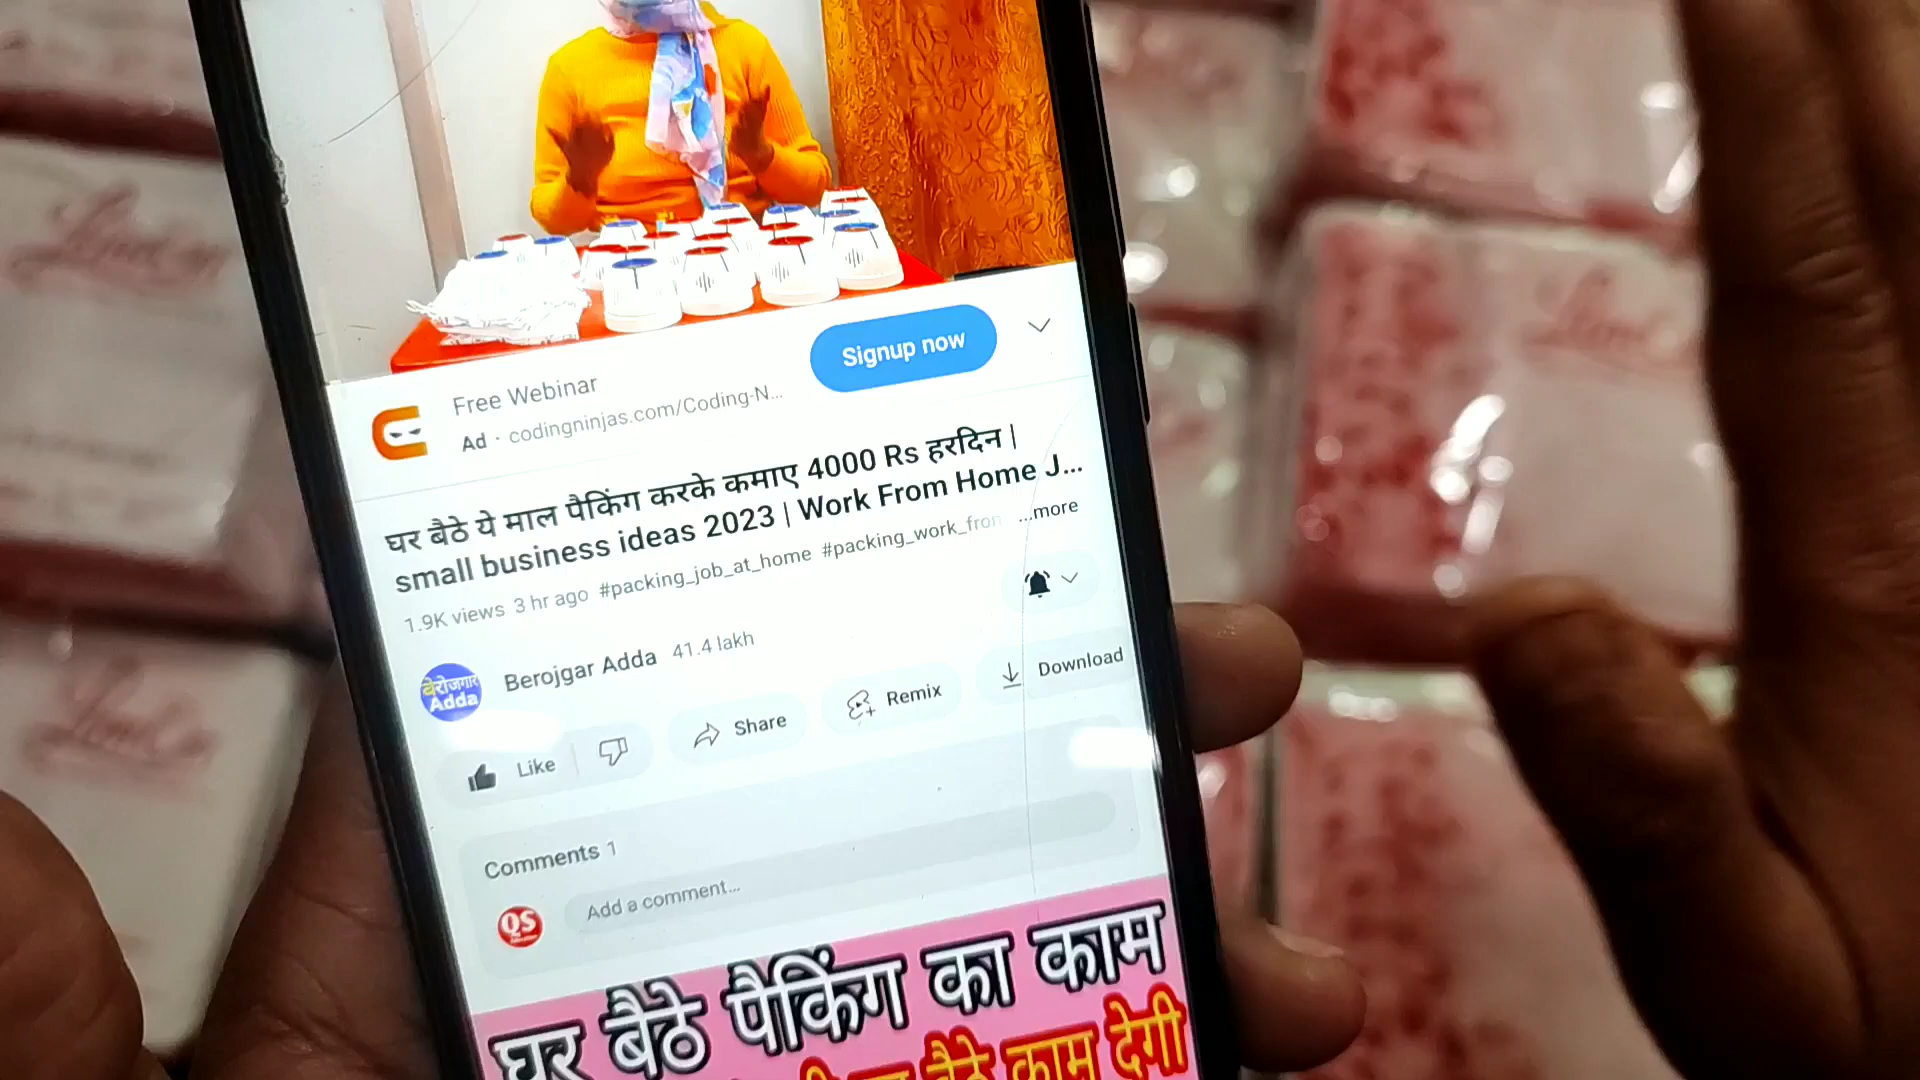 Signup now
Free Webinar
Ad · codingninjas.com/Coding-N...
घर बैठे ये माल पैकिंग करके कमाए 4000 Rs हरदिन |
small business ideas 2023 | Work From Home J...
1.9K views 3 hr ago #packing_job_at_home #packing_work_from ...more
बेरोजगार
Adda
Berojgar Adda 41.4 lakh
Like
Share
Remix
Download
Comments 1
QS
Add a comment...
घर बैठे पैकिंग का काम
बैठे काम देगी